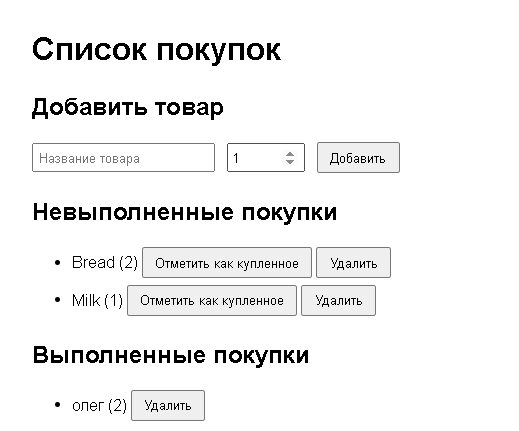 Список покупок
Добавить товар
Название товара 1 Добавить
Невыполненные покупки
Bread (2) Отметить как купленное Удалить
Milk (1) Отметить как купленное Удалить
Выполненные покупки
олег (2) Удалить